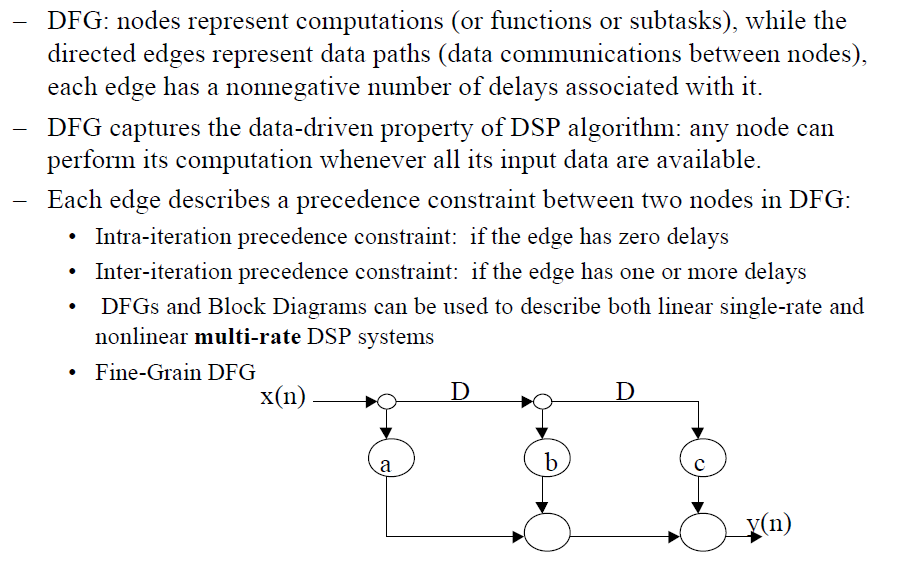 – DFG: nodes represent computations (or functions or subtasks), while the
directed edges represent data paths (data communications between nodes),
each edge has a nonnegative number of delays associated with it.
– DFG captures the data-driven property of DSP algorithm: any node can
perform its computation whenever all its input data are available.
– Each edge describes a precedence constraint between two nodes in DFG:
• Intra-iteration precedence constraint: if the edge has zero delays
• Inter-iteration precedence constraint: if the edge has one or more delays
• DFGs and Block Diagrams can be used to describe both linear single-rate and
nonlinear multi-rate DSP systems
• Fine-Grain DFG
x(n) D D
a b c
y(n)